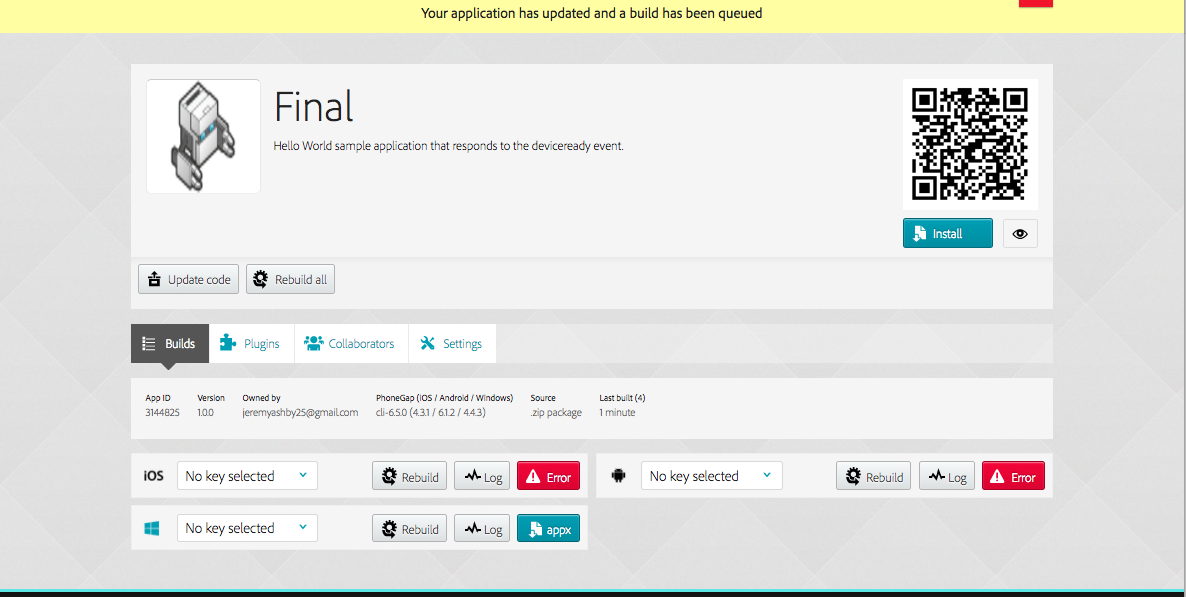 Your application has updated and a build has been queued
Final
Hello World sample application that responds to the deviceready event.
Install
Update code
Rebuild all
Builds
Plugins
Collaborators
Settings
App ID Version Owned by PhoneGap (iOS / Android / Windows) Source Last built (4)
3144825 1.0.0 jeremyashby25@gmail.com cli-6.5.0 (4.3.1 / 6.1.2 / 4.4.3) .zip package 1 minute
iOS No key selected Rebuild Log Error No key selected Rebuild Log Error
No key selected Rebuild Log appx